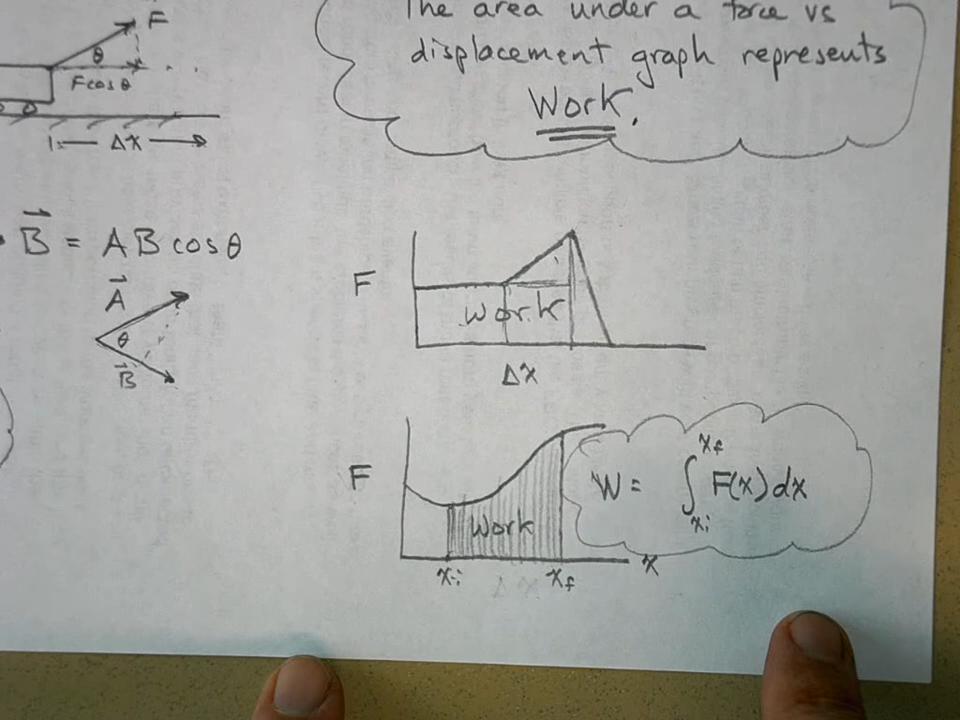 F
θ
F cos θ
Δx
The area under a force vs
displacement graph represents
Work.
B = AB cos θ
A
θ
B
F
Work
Δx
F
Work
xi
xf
x
W = ∫xi xf F(x) dx